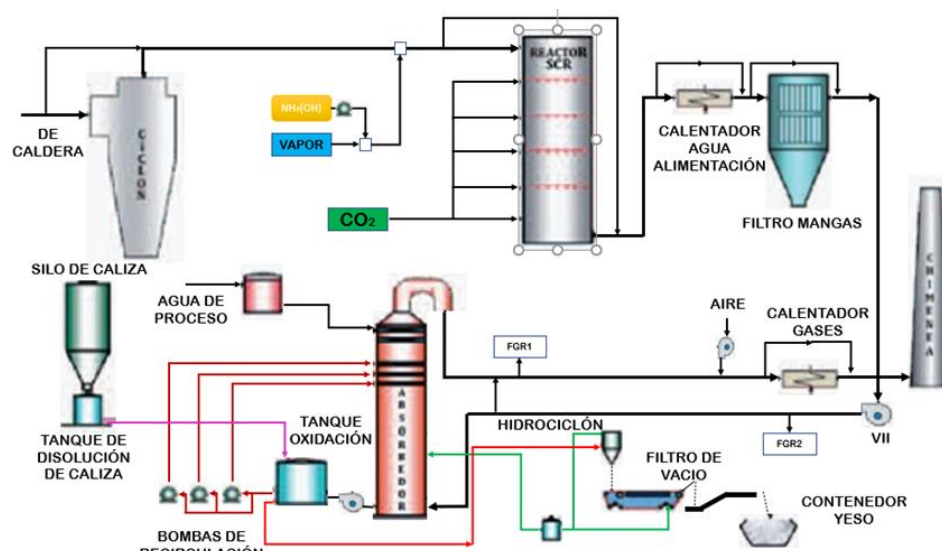 DE
CALDERA
CICLON
NH₄(OH)
VAPOR
CO₂
REACTOR
SCR
CALENTADOR
AGUA
ALIMENTACIÓN
FILTRO MANGAS
CHIMENEA
SILO DE CALIZA
AGUA DE
PROCESO
ABSORBEDOR
FGR1
AIRE
CALENTADOR
GASES
VII
FGR2
TANQUE DE
DISOLUCIÓN
DE CALIZA
TANQUE
OXIDACIÓN
HIDROCICLÓN
FILTRO DE
VACIO
CONTENEDOR
YESO
BOMBAS DE
RECIRCULACIÓN